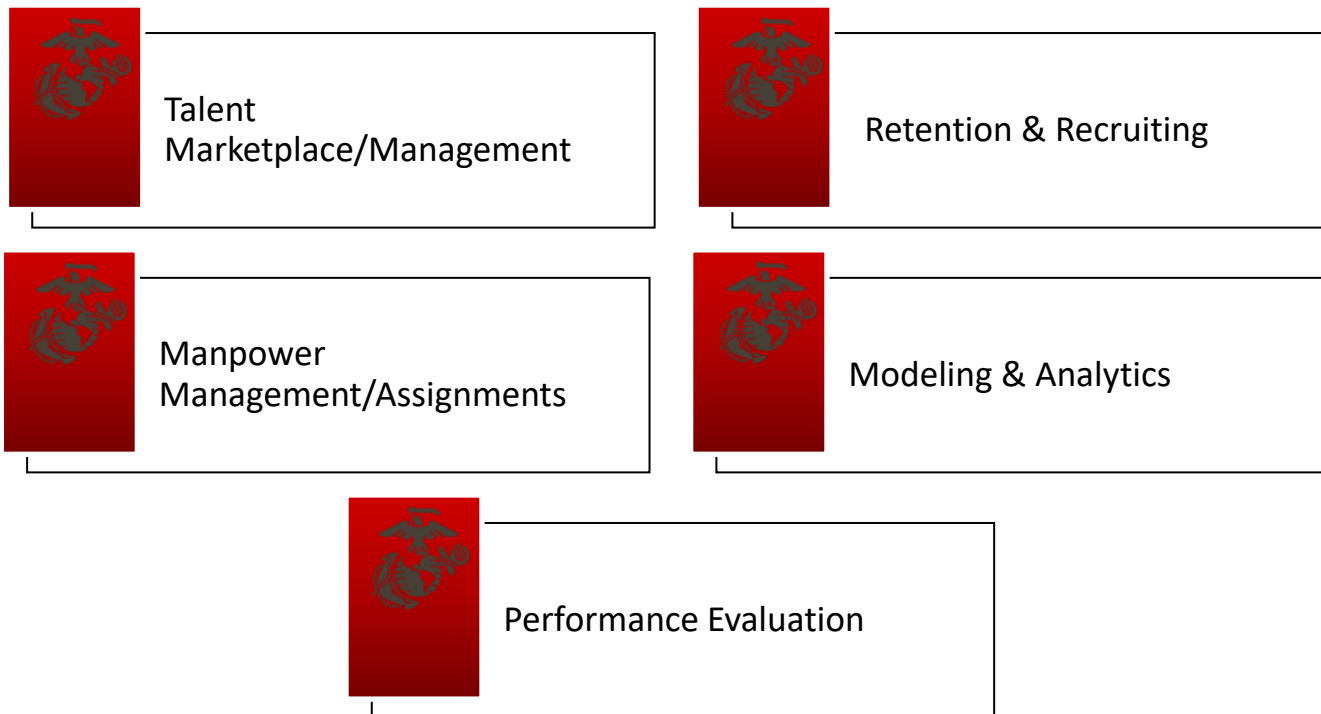 Talent
Marketplace/Management
Retention & Recruiting
Manpower
Management/Assignments
Modeling & Analytics
Performance Evaluation